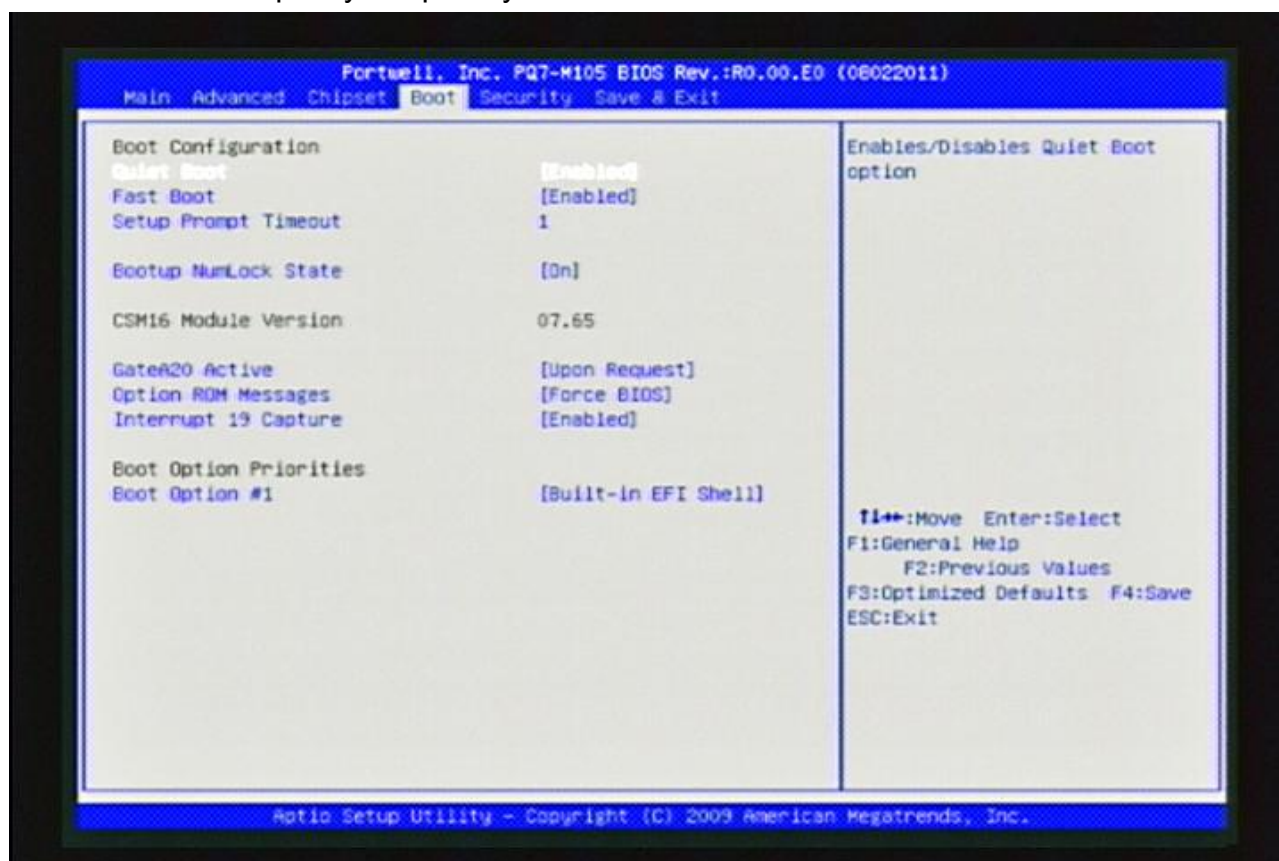 Portwell, Inc. PQ7-M105 BIOS Rev.:R0.00.E0 (08022011)
Main Advanced Chipset Boot Security Save & Exit
Boot Configuration
Quiet Boot [Enabled]
Fast Boot [Enabled]
Setup Prompt Timeout 1
Bootup NumLock State [On]
CSM16 Module Version 07.65
GateA20 Active [Upon Request]
Option ROM Messages [Force BIOS]
Interrupt 19 Capture [Enabled]
Boot Option Priorities
Boot Option #1 [Built-in EFI Shell]
Enables/Disables Quiet Boot
option
↑↓→←:Move Enter:Select
F1:General Help
F2:Previous Values
F3:Optimized Defaults F4:Save
ESC:Exit
Aptio Setup Utility - Copyright (C) 2009 American Megatrends, Inc.